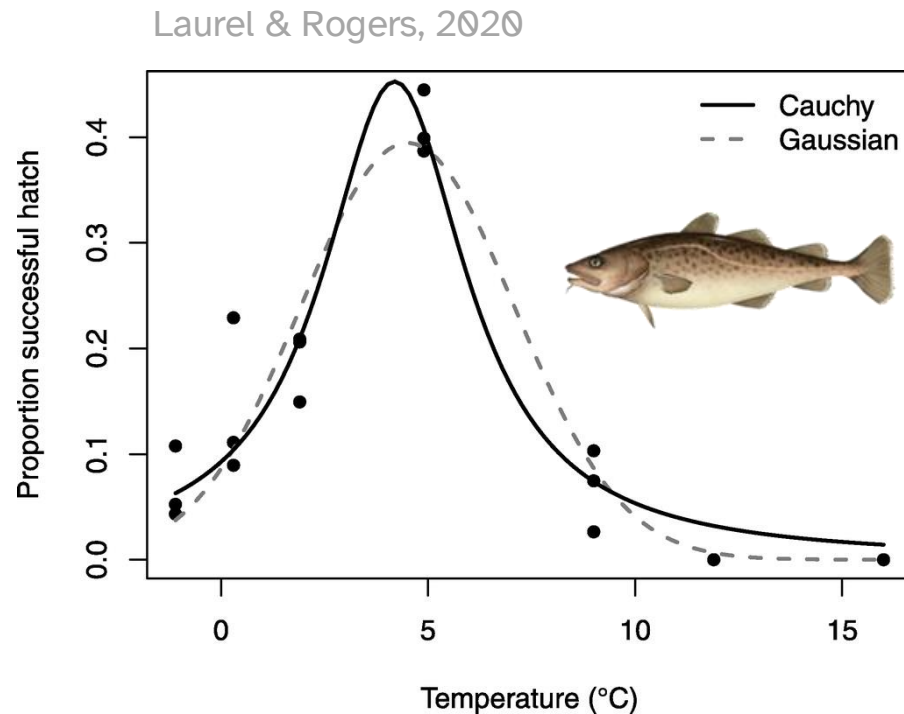 Laurel & Rogers, 2020
Cauchy
Gaussian
Proportion successful hatch
0.4
0.3
0.2
0.1
0.0
0
5
10
15
Temperature (°C)